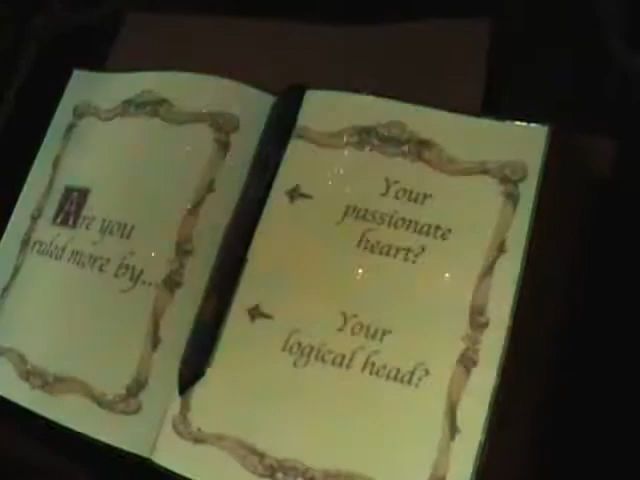 Are you
ruled more by...
Your
passionate
heart?
Your
logical head?